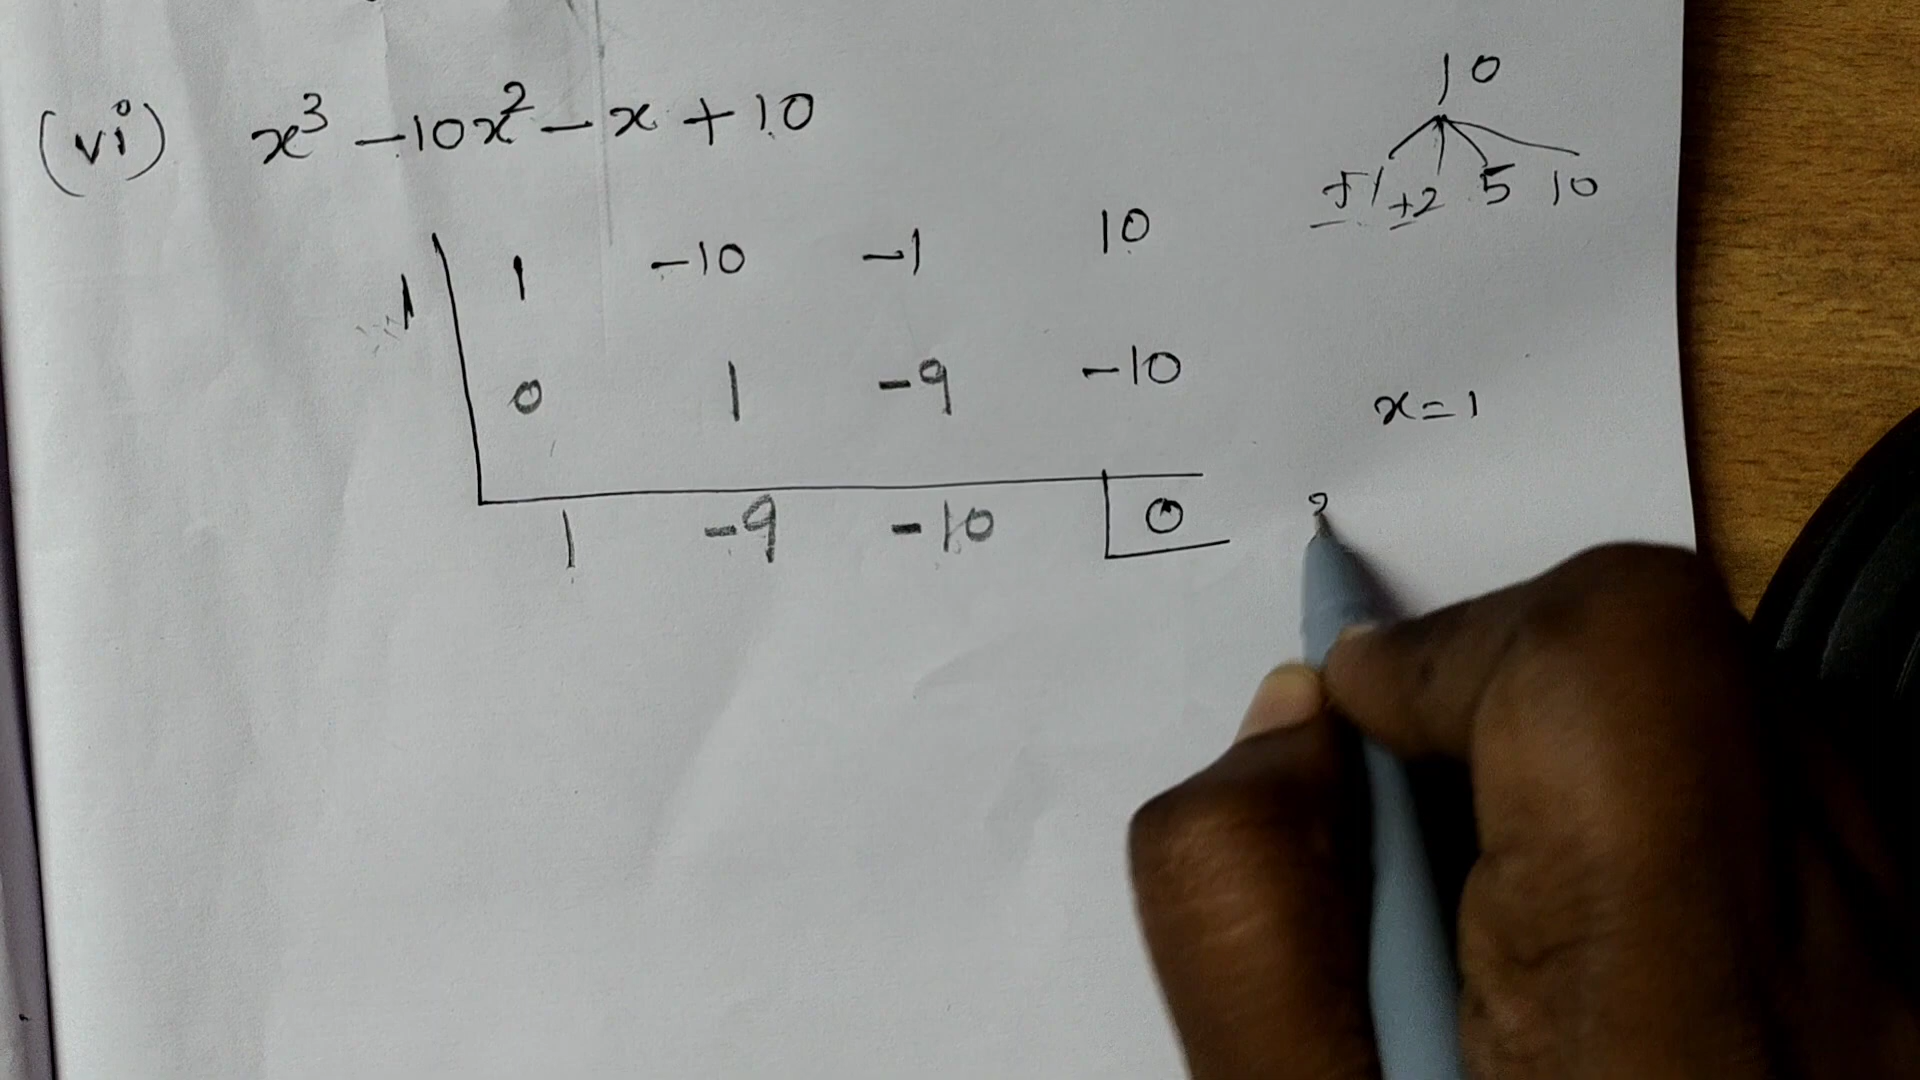 10
(vi) x³ -10x² - x + 10
±1 ±2 5 10
1 | 1 -10 -1 10
0 1 -9 -10
x = 1
1 -9 -10 0